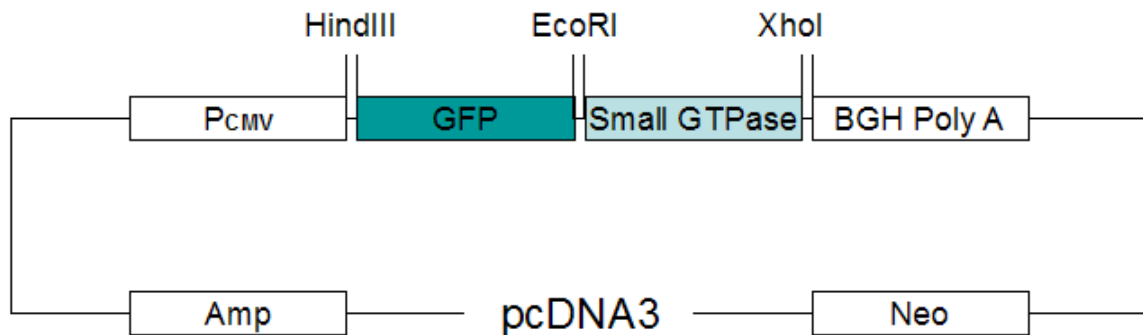 HindIII EcoRI XhoI
PCMV GFP Small GTPase BGH Poly A
Amp pcDNA3 Neo